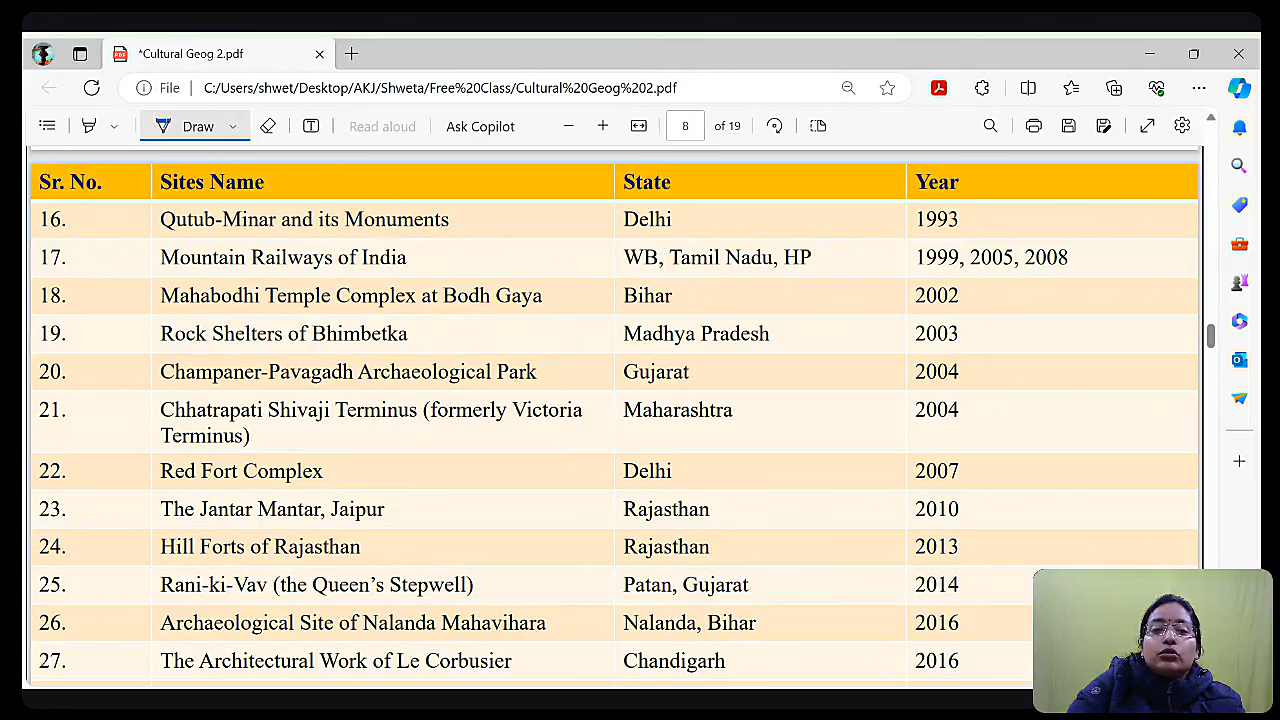 *Cultural Geog 2.pdf
File C:/Users/shwet/Desktop/AKJ/Shweta/Free%20Class/Cultural%20Geog%202.pdf
Draw Read aloud Ask Copilot 8 of 19
Sr. No. Sites Name State Year
16. Qutub-Minar and its Monuments Delhi 1993
17. Mountain Railways of India WB, Tamil Nadu, HP 1999, 2005, 2008
18. Mahabodhi Temple Complex at Bodh Gaya Bihar 2002
19. Rock Shelters of Bhimbetka Madhya Pradesh 2003
20. Champaner-Pavagadh Archaeological Park Gujarat 2004
21. Chhatrapati Shivaji Terminus (formerly Victoria Maharashtra 2004
Terminus)
22. Red Fort Complex Delhi 2007
23. The Jantar Mantar, Jaipur Rajasthan 2010
24. Hill Forts of Rajasthan Rajasthan 2013
25. Rani-ki-Vav (the Queen’s Stepwell) Patan, Gujarat 2014
26. Archaeological Site of Nalanda Mahavihara Nalanda, Bihar 2016
27. The Architectural Work of Le Corbusier Chandigarh 2016